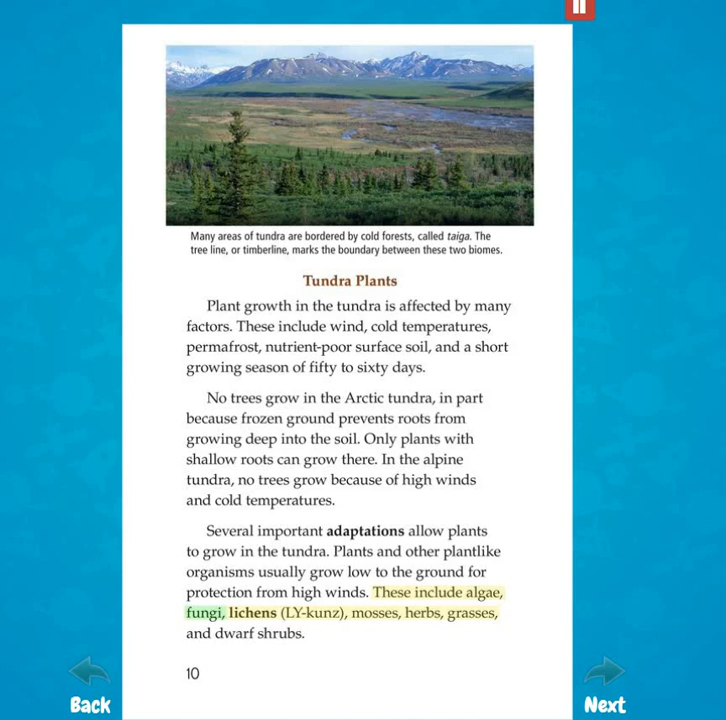 Many areas of tundra are bordered by cold forests, called taiga. The
tree line, or timberline, marks the boundary between these two biomes.
Tundra Plants
Plant growth in the tundra is affected by many
factors. These include wind, cold temperatures,
permafrost, nutrient-poor surface soil, and a short
growing season of fifty to sixty days.
No trees grow in the Arctic tundra, in part
because frozen ground prevents roots from
growing deep into the soil. Only plants with
shallow roots can grow there. In the alpine
tundra, no trees grow because of high winds
and cold temperatures.
Several important adaptations allow plants
to grow in the tundra. Plants and other plantlike
organisms usually grow low to the ground for
protection from high winds. These include algae,
fungi, lichens (LY-kunz), mosses, herbs, grasses,
and dwarf shrubs.
10
Back
Next